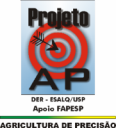 Projeto
AP
DER - ESALQ/USP
Apoio FAPESP
AGRICULTURA DE PRECISÃO